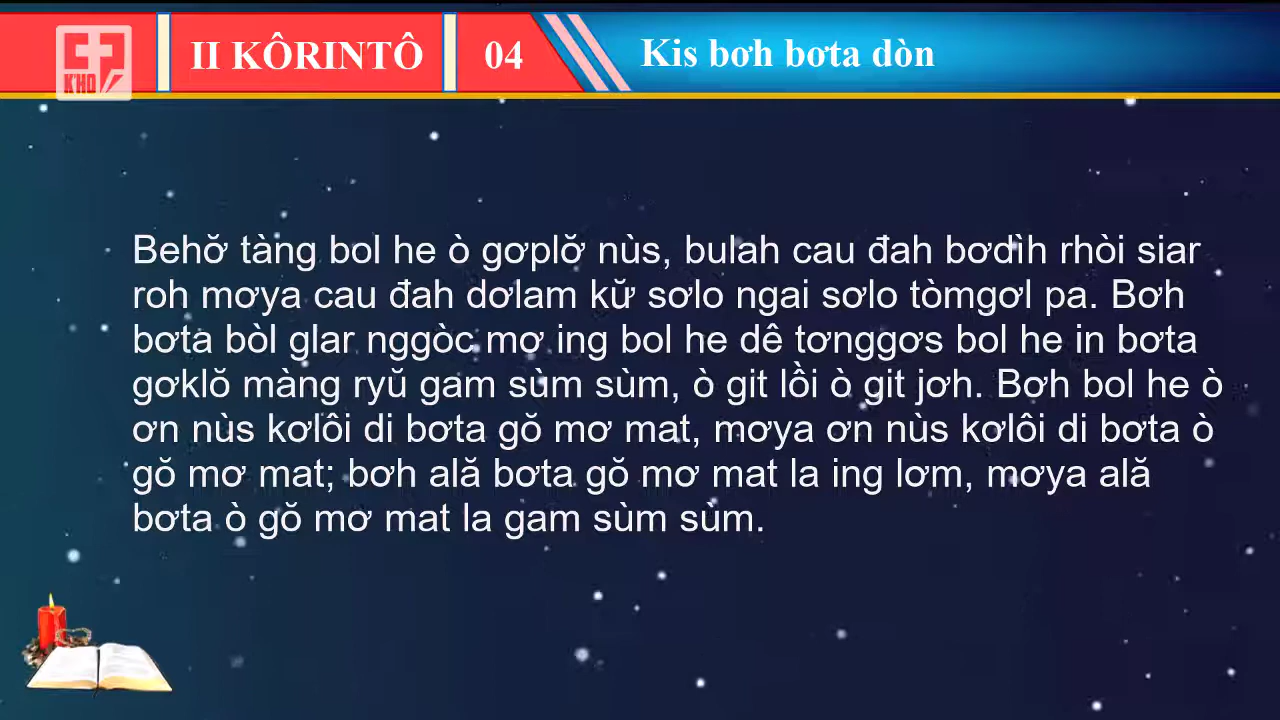 II KÔRINTÔ 04 Kis bơh bơta dòn
K'HO
Behơ̆ tàng bol he ò gơplơ̆ nùs, bulah cau đah bơdìh rhòi siar
roh mơya cau đah dơlam kư̆ sơlo ngai sơlo tòmgơl pa. Bơh
bơta bòl glar nggòc mơ ing bol he dê tơnggơs bol he in bơta
gơklŏ màng ryŭ gam sùm sùm, ò git lồi ò git jơh. Bơh bol he ò
ơn nùs kơlôi di bơta gŏ mơ mat, mơya ơn nùs kơlôi di bơta ò
gŏ mơ mat; bơh ală bơta gŏ mơ mat la ing lơm, mơya ală
bơta ò gŏ mơ mat la gam sùm sùm.